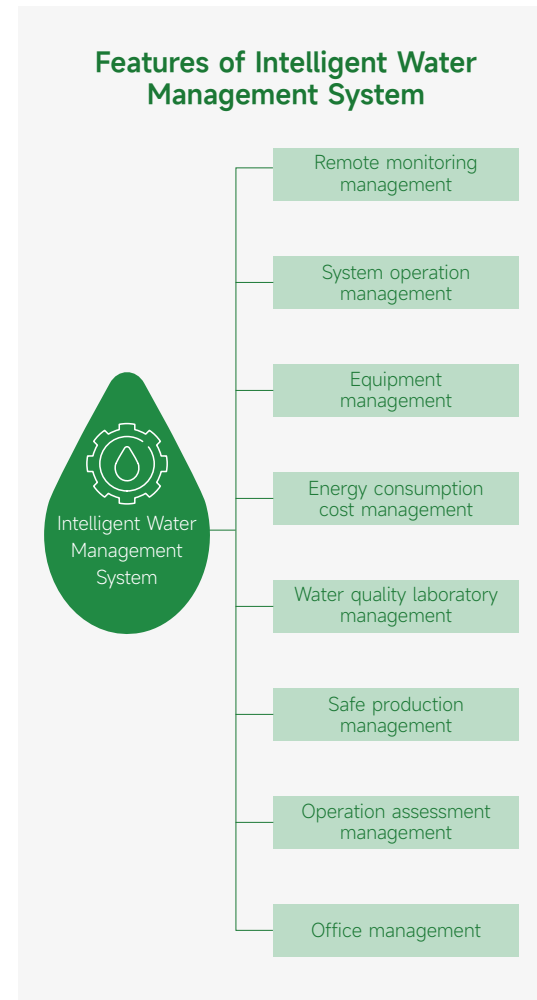 Features of Intelligent Water
Management System
Remote monitoring
management
System operation
management
Equipment
management
Energy consumption
cost management
Intelligent Water
Management
System
Water quality laboratory
management
Safe production
management
Operation assessment
management
Office management